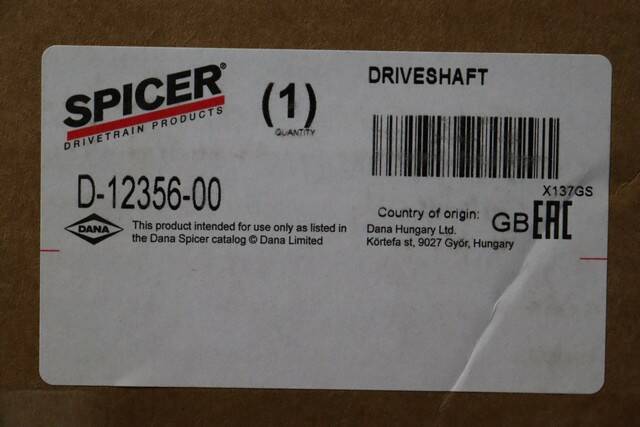 SPICER®
DRIVETRAIN PRODUCTS
(1)
QUANTITY
DRIVESHAFT
X137GS
D-12356-00
DANA
This product intended for use only as listed in
the Dana Spicer catalog © Dana Limited
Country of origin: GB
Dana Hungary Ltd.
Körtefa st, 9027 Győr, Hungary
EAC